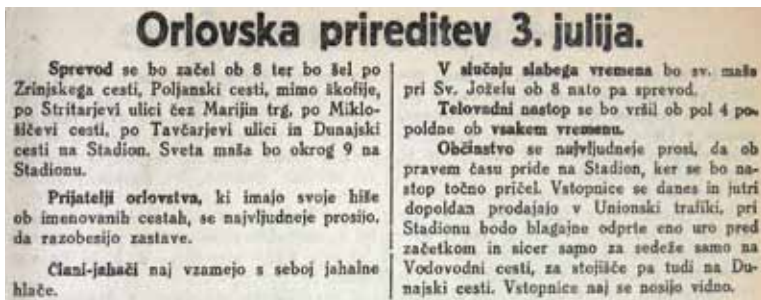 Orlovska prireditev 3. julija.
Sprevod se bo začel ob 8 ter bo šel po
Zrinjskega cesti, Poljanski cesti, mimo škofije,
po Stritarjevi ulici čez Marijin trg, po Miklo-
šičevi cesti, po Tavčarjevi ulici in Dunajski
cesti na Stadion. Sveta maša bo okrog 9 na
Stadionu.
Prijatelji orlovstva, ki imajo svoje hiše
ob imenovanih cestah, se najvljudneje prosijo,
da razobesijo zastave.
Člani-jahači naj vzamejo s seboj jahalne
hlače.
V slučaju slabega vremena bo sv. maša
pri Sv. Jožefu ob 8 nato pa sprevod.
Telovadni nastop se bo vršil ob pol 4 po-
poldne ob vsakem vremenu.
Občinstvo se najvljudneje prosi, da ob
pravem času pride na Stadion, ker se bo na-
stop točno pričel. Vstopnice se danes in jutri
dopoldan prodajajo v Unionski trafiki, pri
Stadionu bodo blagajne odprte eno uro pred
začetkom in sicer samo za sedeže samo na
Vodovodni cesti, za stojišče pa tudi na Du-
najski cesti. Vstopnice naj se nosijo vidno.